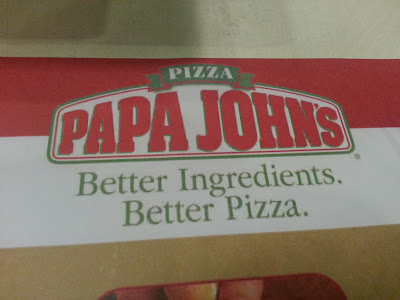 PIZZA
PAPA JOHN'S
Better Ingredients.
Better Pizza.